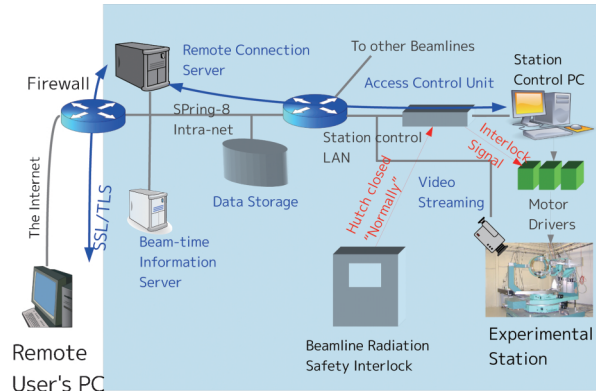 Remote Connection
Server
To other Beamlines
Firewall
Access Control Unit
Station
Control PC
SPring-8
Intra-net
Station control
LAN
Interlock
Signal
The Internet
SSL/TLS
Data Storage
Hutch closed
“Normally”
Video
Streaming
Motor
Drivers
Beam-time
Information
Server
Beamline Radiation
Safety Interlock
Experimental
Station
Remote
User's PC